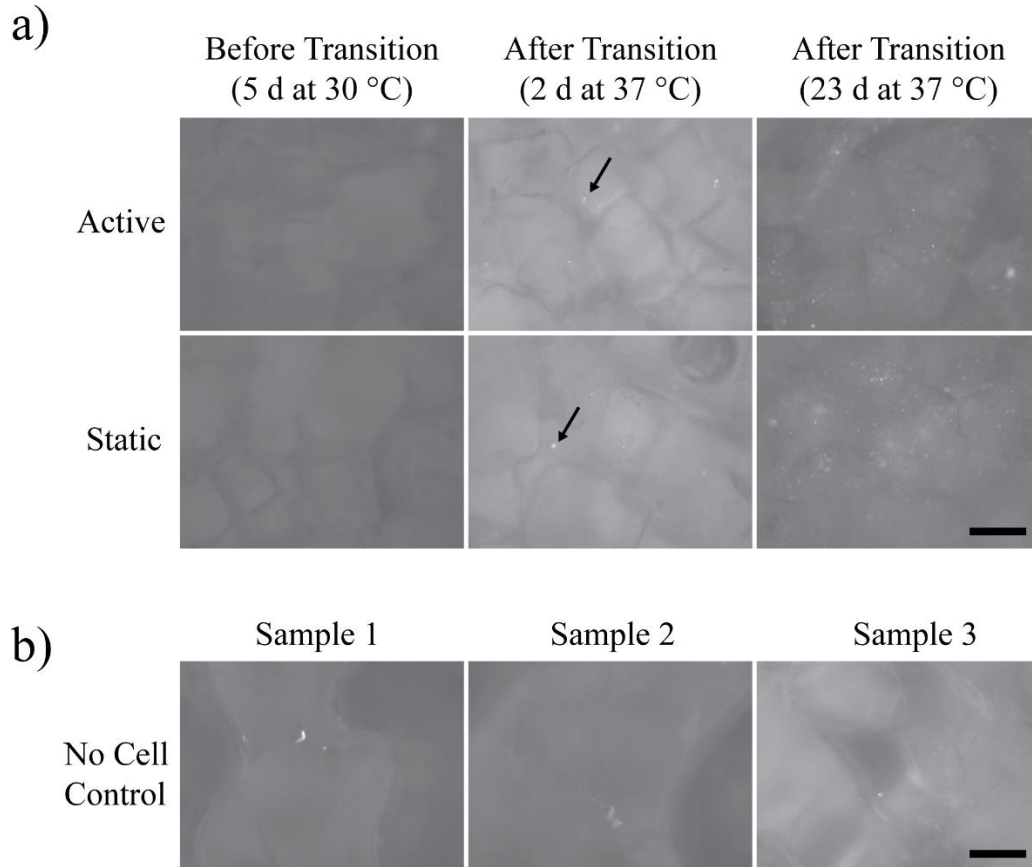 a)
Before Transition
(5 d at 30 °C)
After Transition
(2 d at 37 °C)
After Transition
(23 d at 37 °C)
Active
Static
b)
Sample 1
Sample 2
Sample 3
No Cell
Control